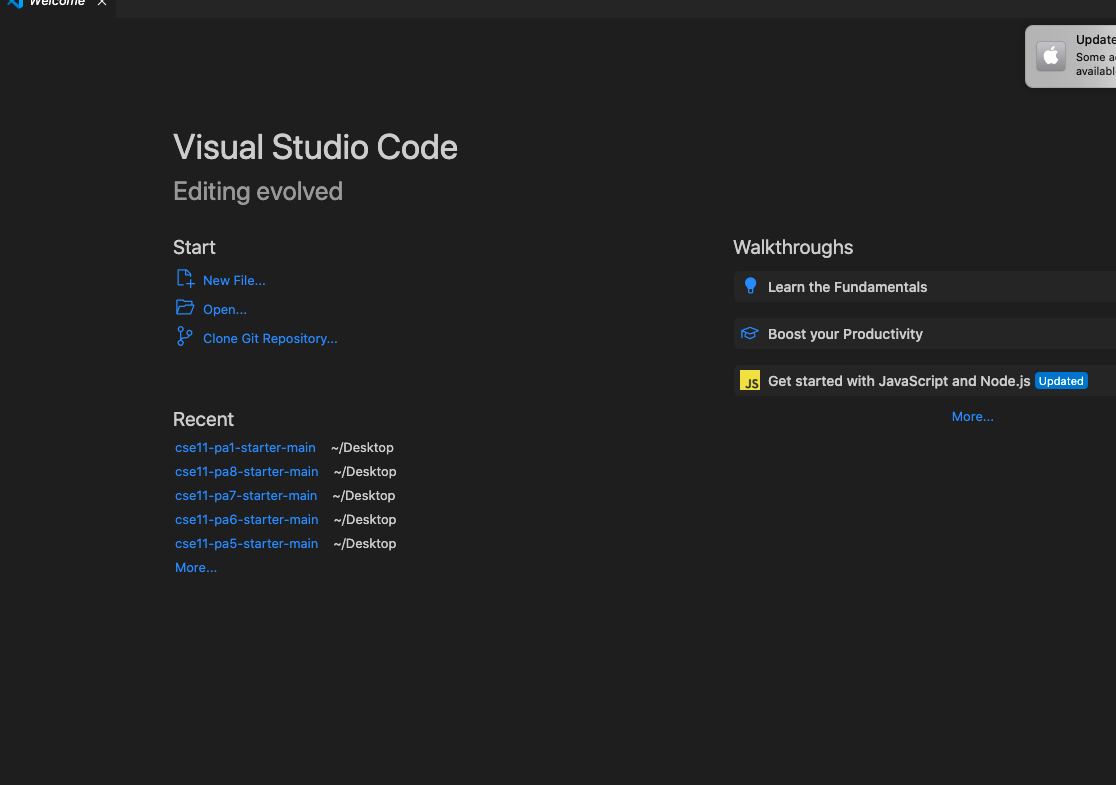 Welcome
Update
Some a
availabl
Visual Studio Code
Editing evolved
Start
New File...
Open...
Clone Git Repository...
Recent
cse11-pa1-starter-main ~/Desktop
cse11-pa8-starter-main ~/Desktop
cse11-pa7-starter-main ~/Desktop
cse11-pa6-starter-main ~/Desktop
cse11-pa5-starter-main ~/Desktop
More...
Walkthroughs
Learn the Fundamentals
Boost your Productivity
JS Get started with JavaScript and Node.js Updated
More...